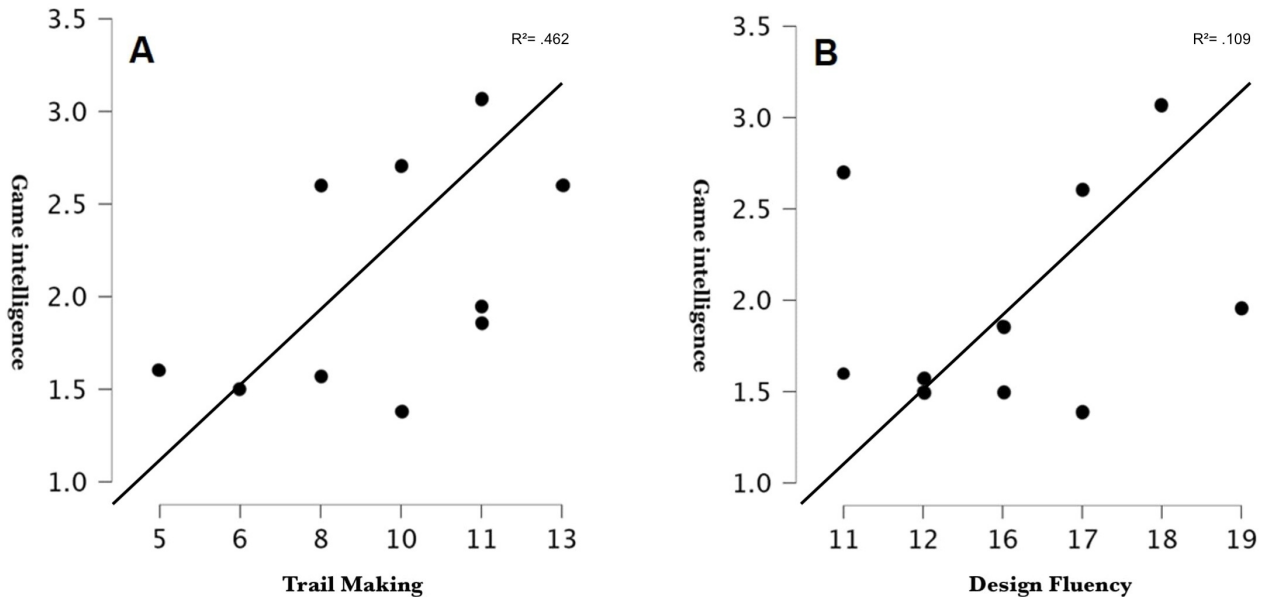 A
R²= .462
3.5
3.0
2.5
2.0
1.5
1.0
Game intelligence
5 6 8 10 11 13
Trail Making
B
R²= .109
3.5
3.0
2.5
2.0
1.5
1.0
Game intelligence
11 12 16 17 18 19
Design Fluency